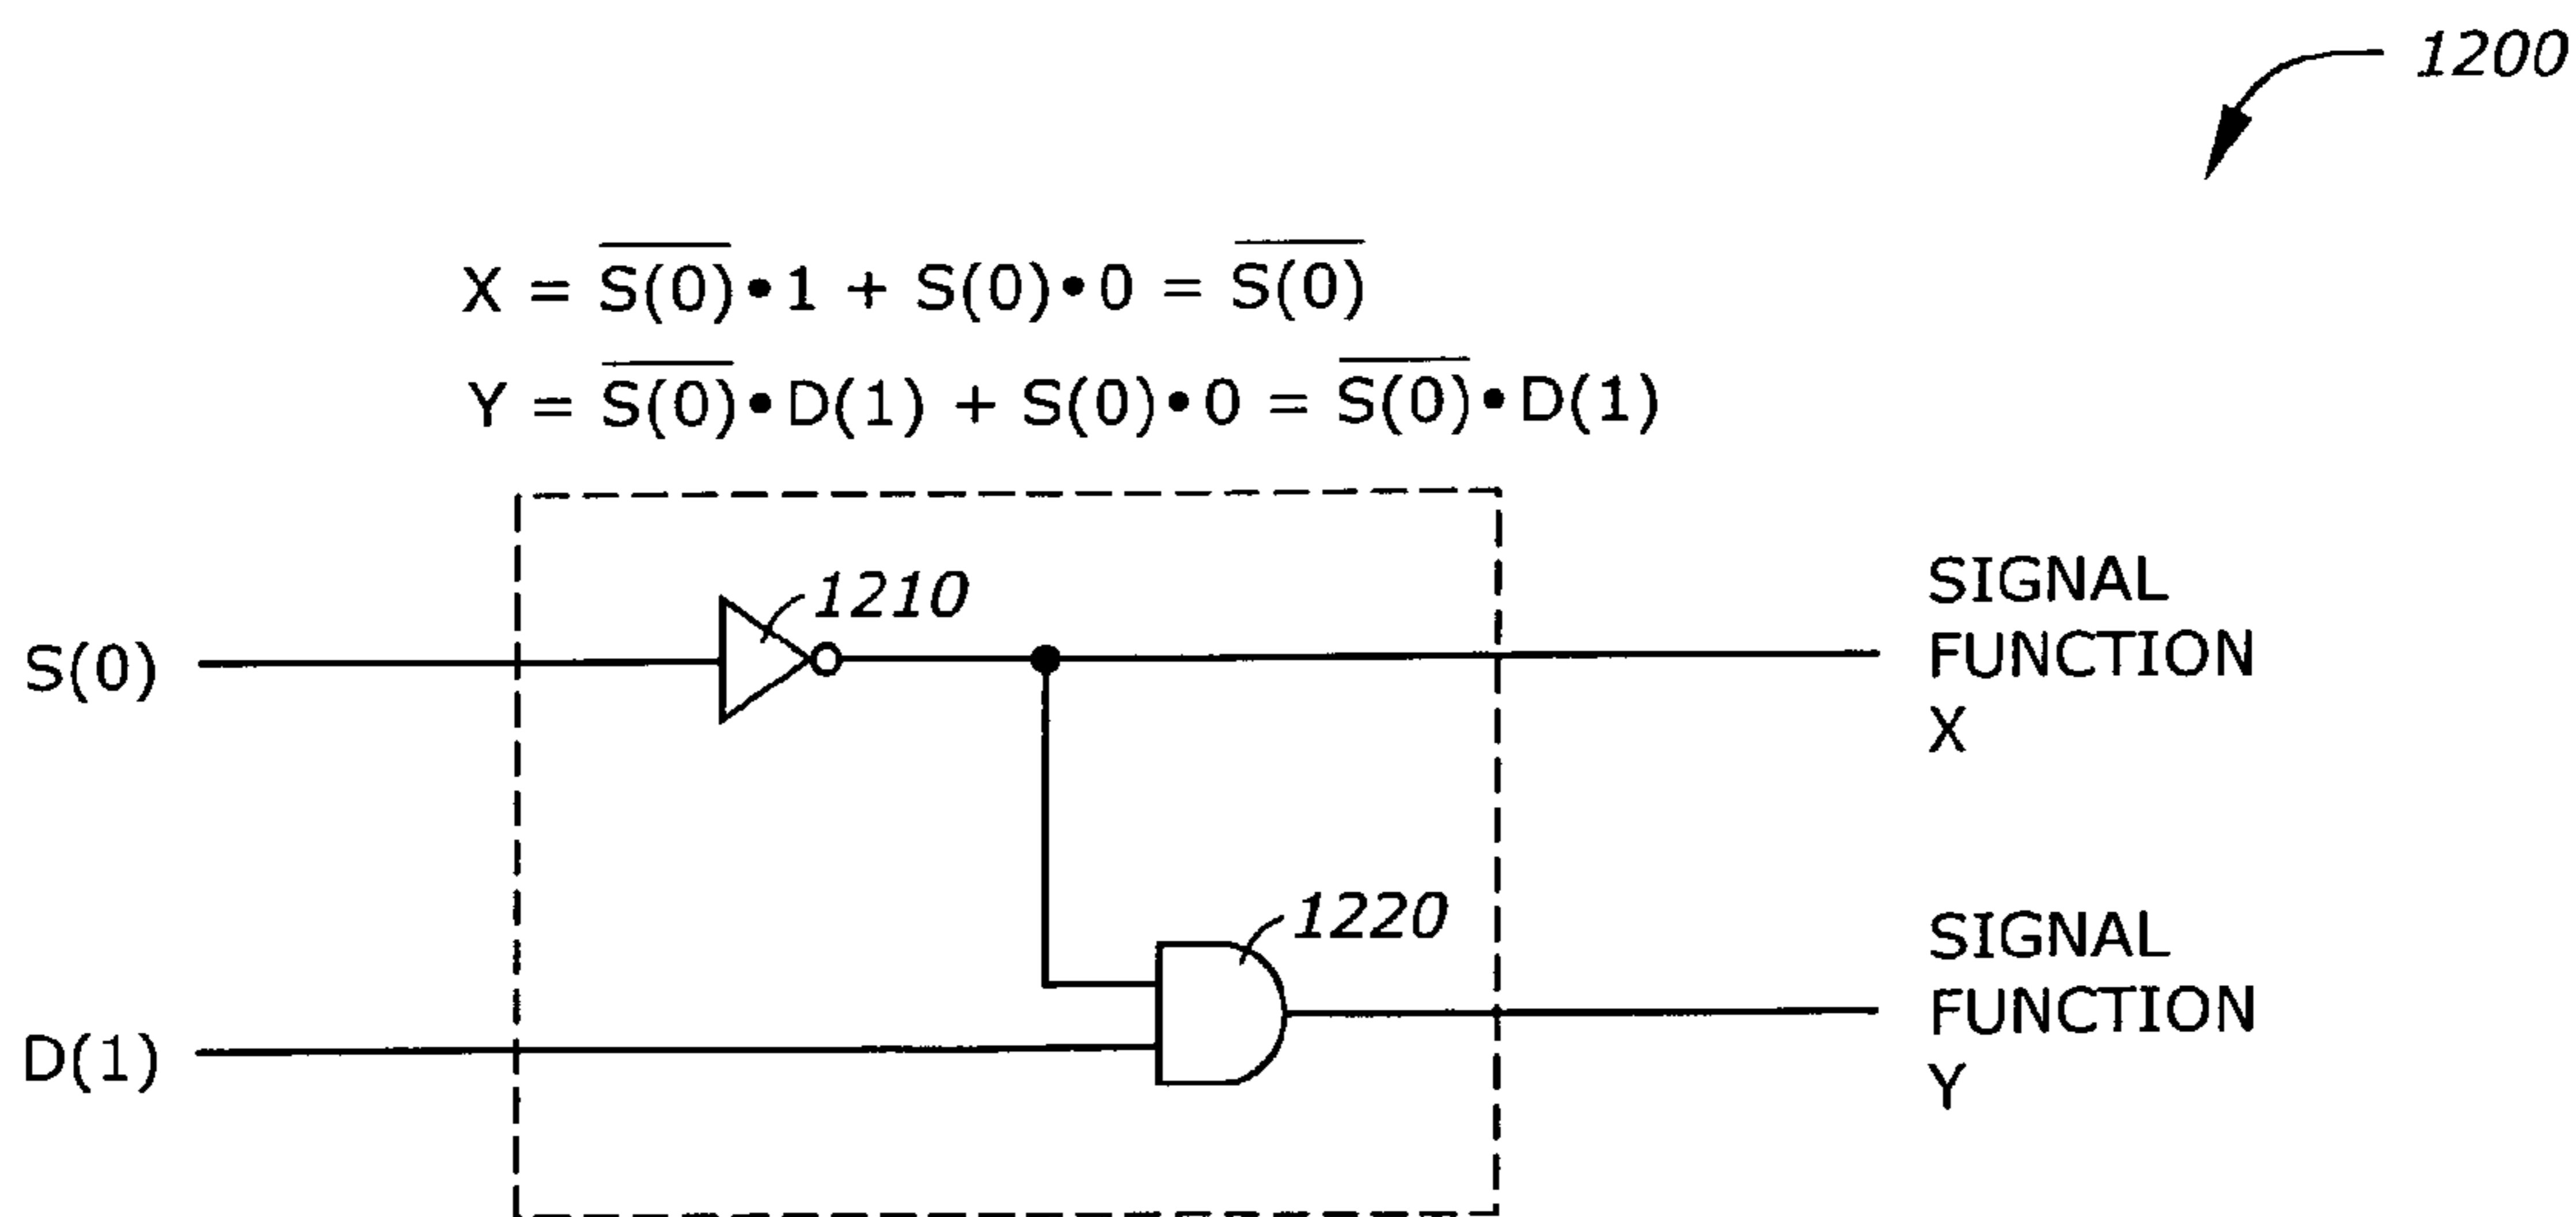 1200
X = S̅(̅0̅)̅•1 + S(0)•0 = S̅(̅0̅)̅
Y = S̅(̅0̅)̅•D(1) + S(0)•0 = S̅(̅0̅)̅•D(1)
1210
S(0)
SIGNAL
FUNCTION
X
1220
D(1)
SIGNAL
FUNCTION
Y